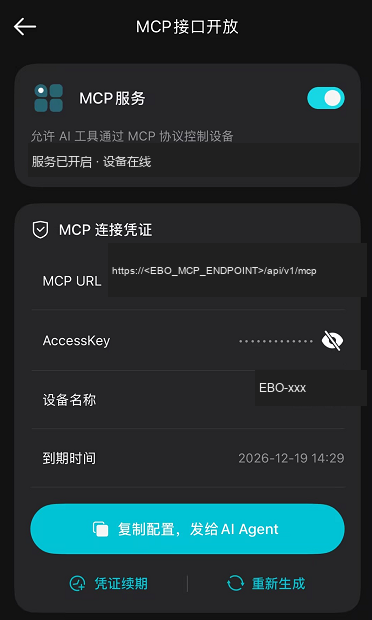 MCP接口开放
MCP服务
允许 AI 工具通过 MCP 协议控制设备
服务已开启 · 设备在线
MCP 连接凭证
MCP URL
https://<EBO_MCP_ENDPOINT>/api/v1/mcp
AccessKey
••••••••••••••
设备名称
EBO-xxx
到期时间
2026-12-19 14:29
复制配置，发给AI Agent
凭证续期
重新生成